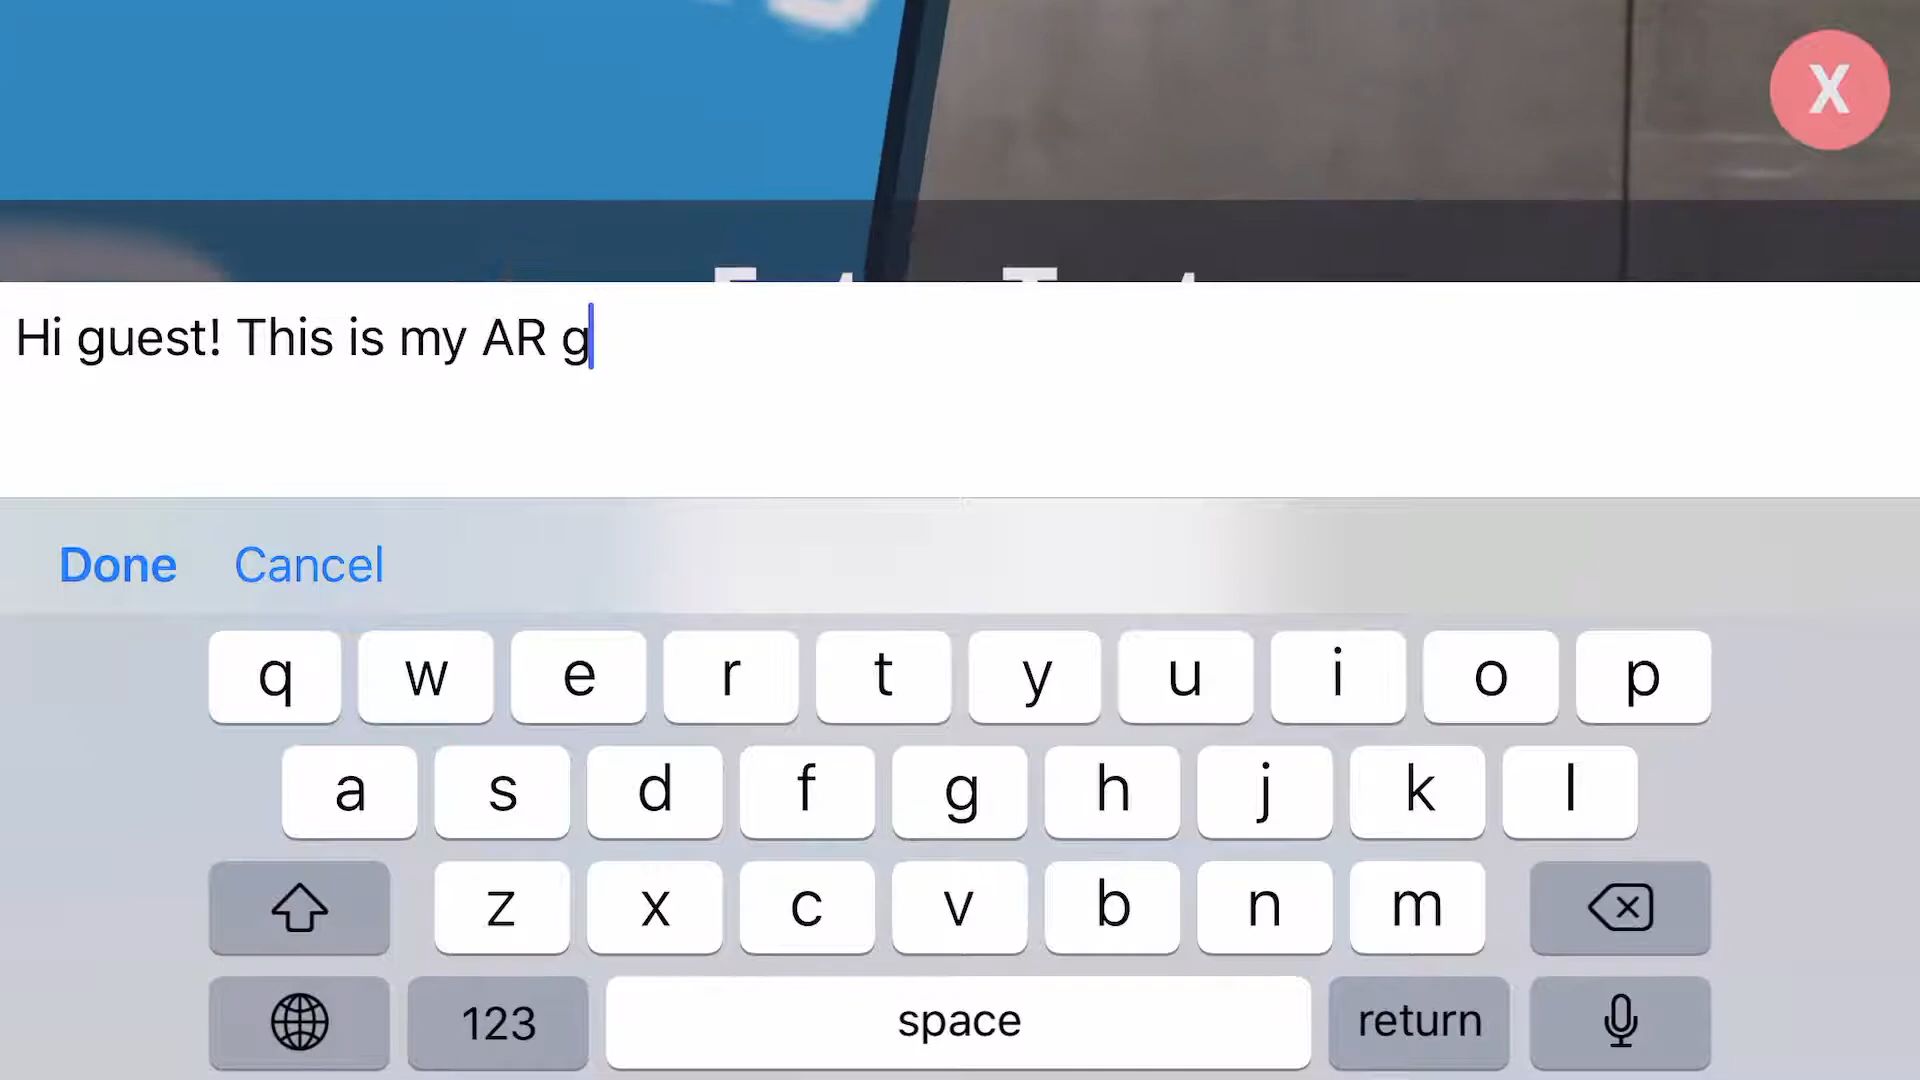 X
Hi guest! This is my AR g
Done Cancel
q w e r t y u i o p
a s d f g h j k l
z x c v b n m
123 space return